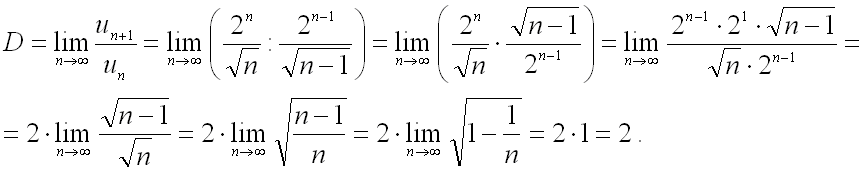 D = lim_{n→∞} u_{n+1}/u_n = lim_{n→∞} (2^n/√n : 2^{n-1}/√(n-1)) = lim_{n→∞} (2^n/√n · √(n-1)/2^{n-1}) = lim_{n→∞} (2^{n-1} · 2^1 · √(n-1))/(√n · 2^{n-1}) =
= 2 · lim_{n→∞} √(n-1)/√n = 2 · lim_{n→∞} √((n-1)/n) = 2 · lim_{n→∞} √(1 - 1/n) = 2 · 1 = 2 .